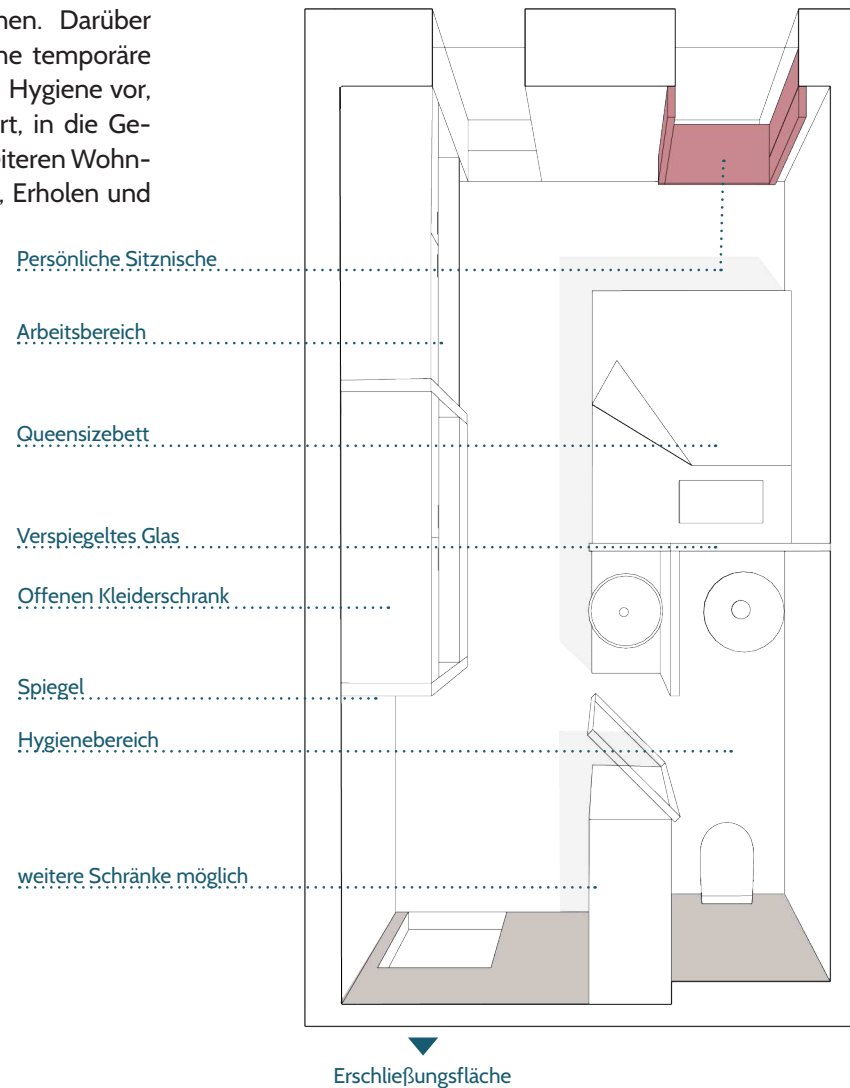 nen. Darüber
ne temporäre
Hygiene vor,
rt, in die Ge-
eiteren Wohn-
, Erholen und
Persönliche Sitznische
Arbeitsbereich
Queensizebett
Verspiegeltes Glas
Offenen Kleiderschrank
Spiegel
Hygienebereich
weitere Schränke möglich
Erschließungsfläche